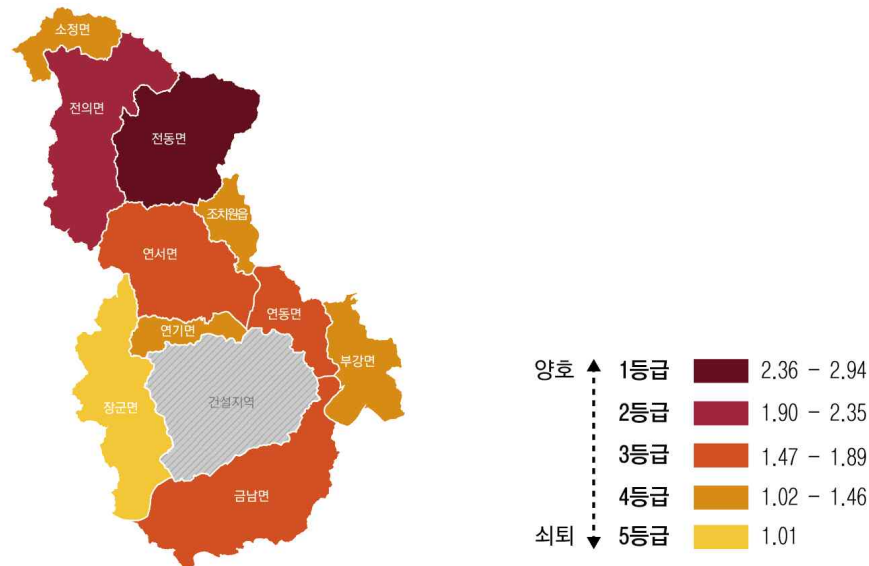 소정면
전의면
전동면
조치원읍
연서면
연동면
연기면
부강면
건설지역
장군면
금남면
양호 1등급 2.36 - 2.94
2등급 1.90 - 2.35
3등급 1.47 - 1.89
4등급 1.02 - 1.46
쇠퇴 5등급 1.01